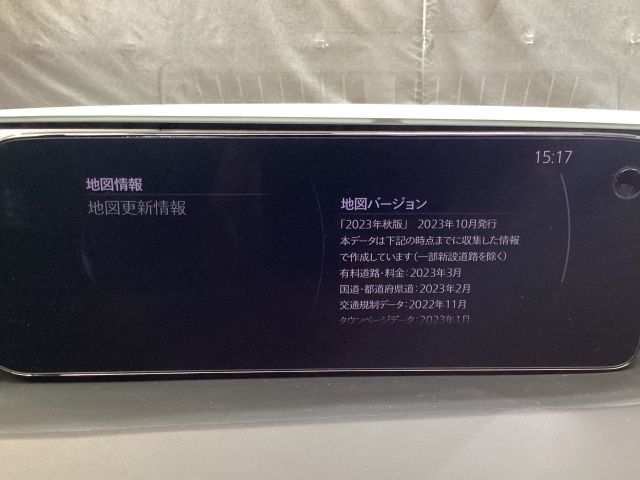 15:17
地図情報
地図更新情報
地図バージョン
「2023年秋版」 2023年10月発行
本データは下記の時点までに収集した情報
で作成しています(一部新設道路を除く)
有料道路・料金:2023年3月
国道・都道府県道:2023年2月
交通規制データ:2022年11月
タウンページデータ:2023年1月